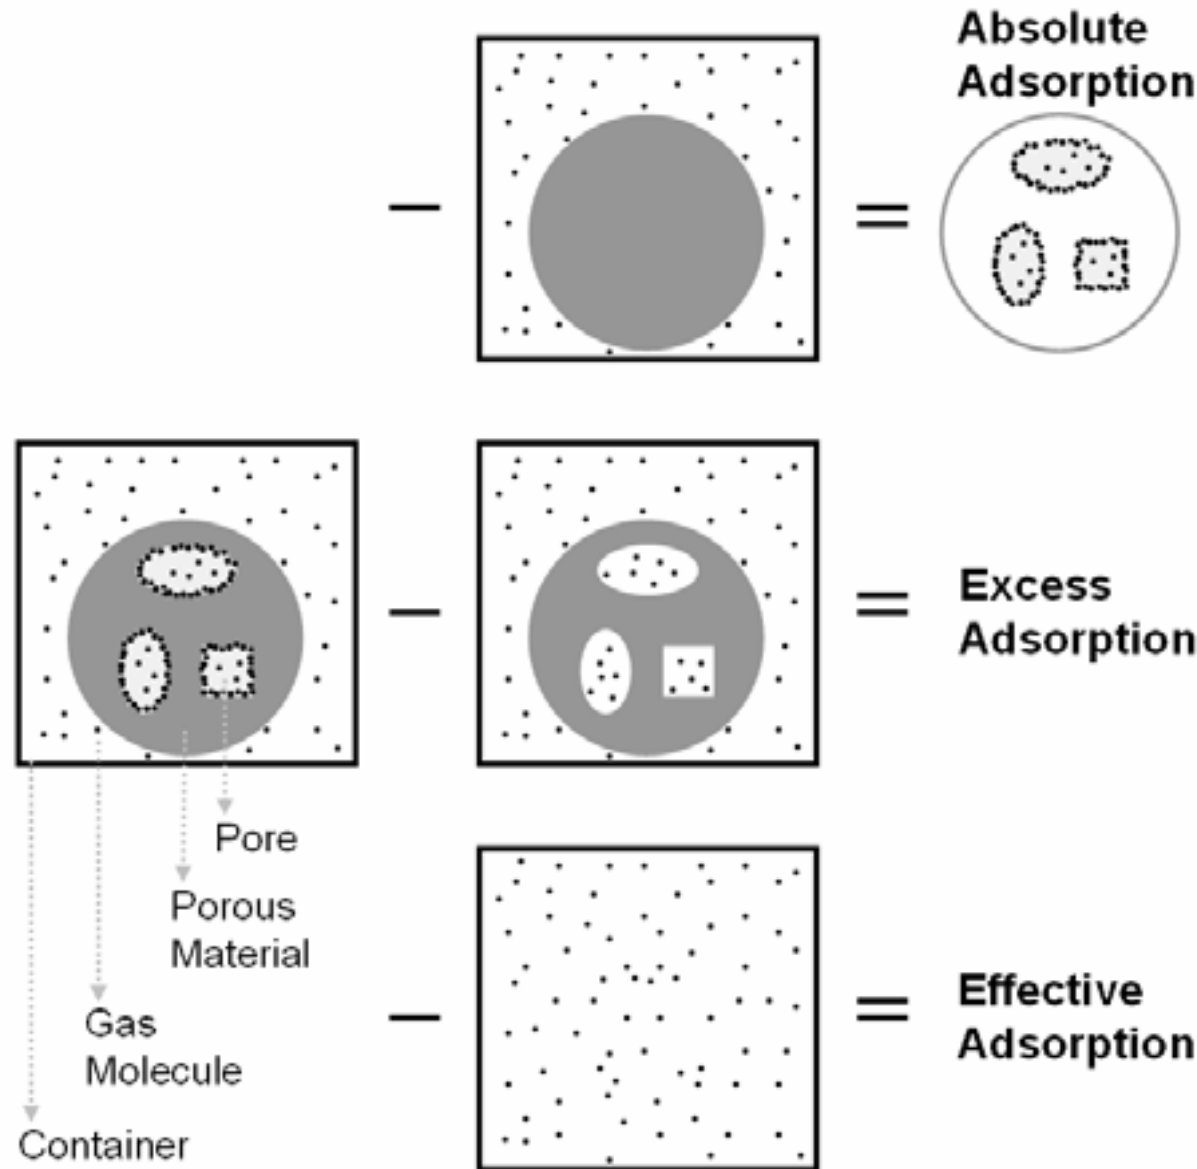 Absolute
Adsorption
− =
− =
Excess
Adsorption
Pore
Porous
Material
Gas
Molecule
Container
− =
Effective
Adsorption